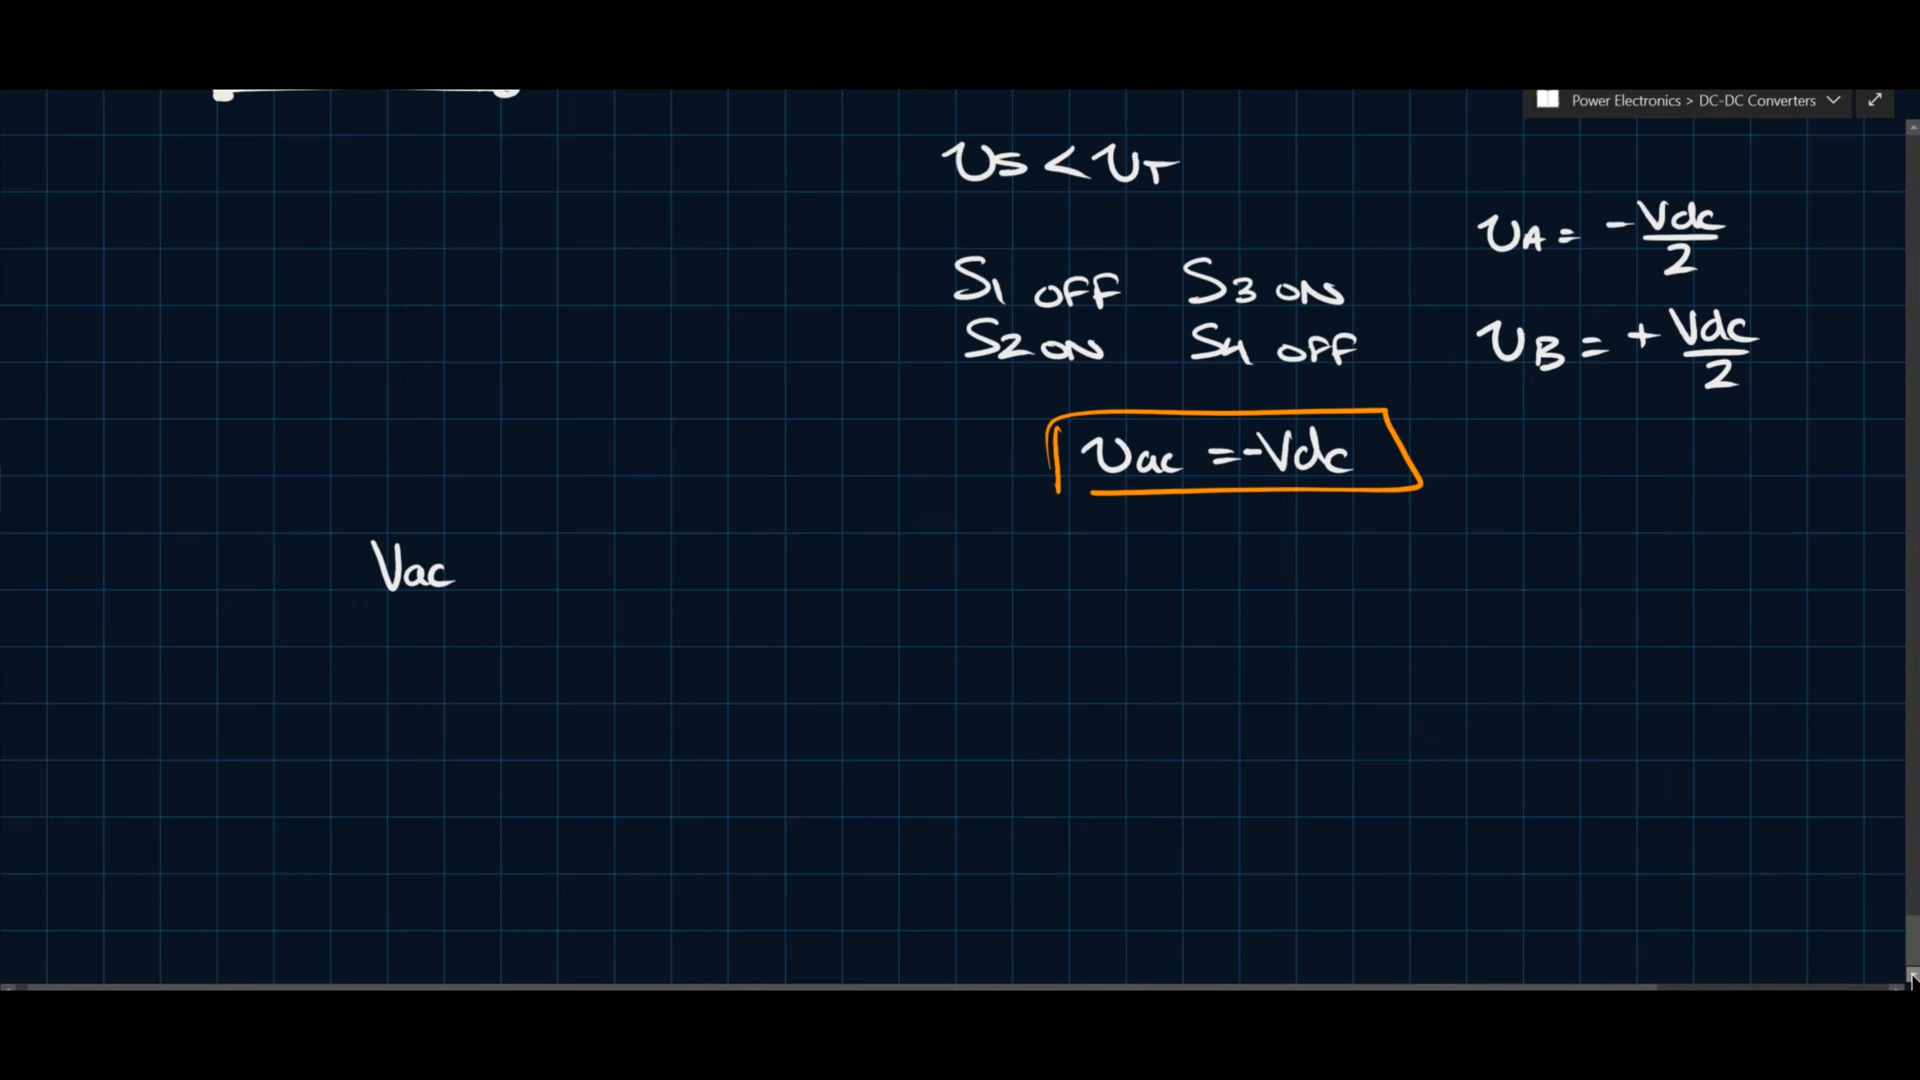 Power Electronics > DC-DC Converters
vs < vT
S1 OFF S3 ON
S2 ON S4 OFF
vA = -Vdc/2
vB = +Vdc/2
vac = -Vdc
Vac